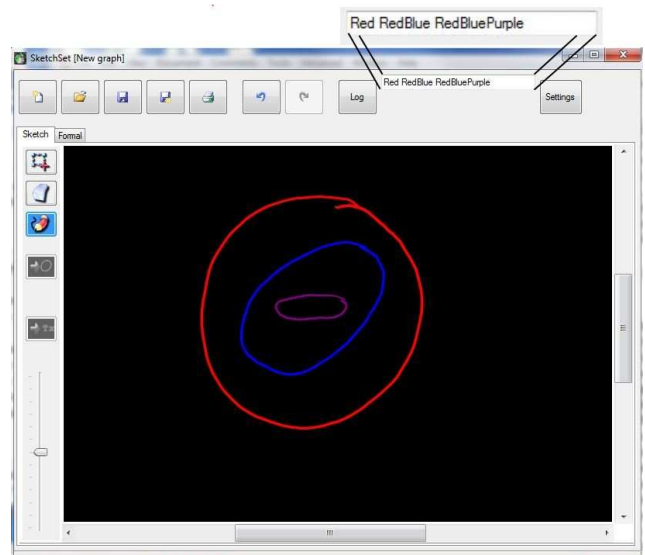 Red RedBlue RedBluePurple
SketchSet [New graph]
Log
Red RedBlue RedBluePurple
Settings
Sketch
Formal